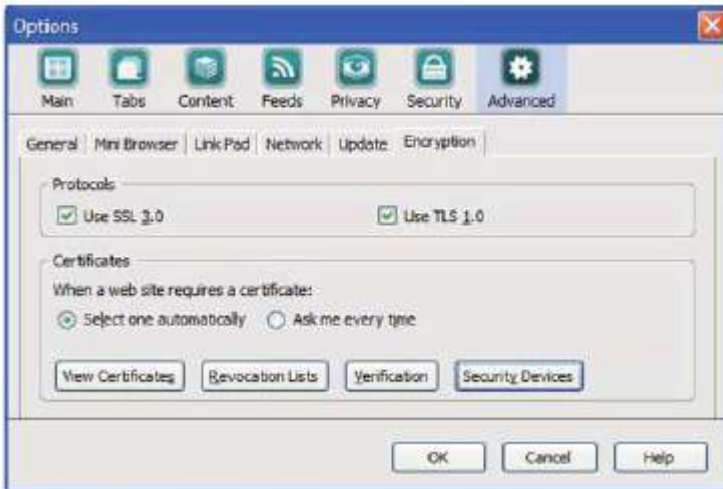 Options
Main Tabs Content Feeds Privacy Security Advanced
General Mini Browser Link Pad Network Update Encryption
Protocols
Use SSL 3.0 Use TLS 1.0
Certificates
When a web site requires a certificate:
Select one automatically Ask me every time
View Certificates Revocation Lists Verification Security Devices
OK Cancel Help